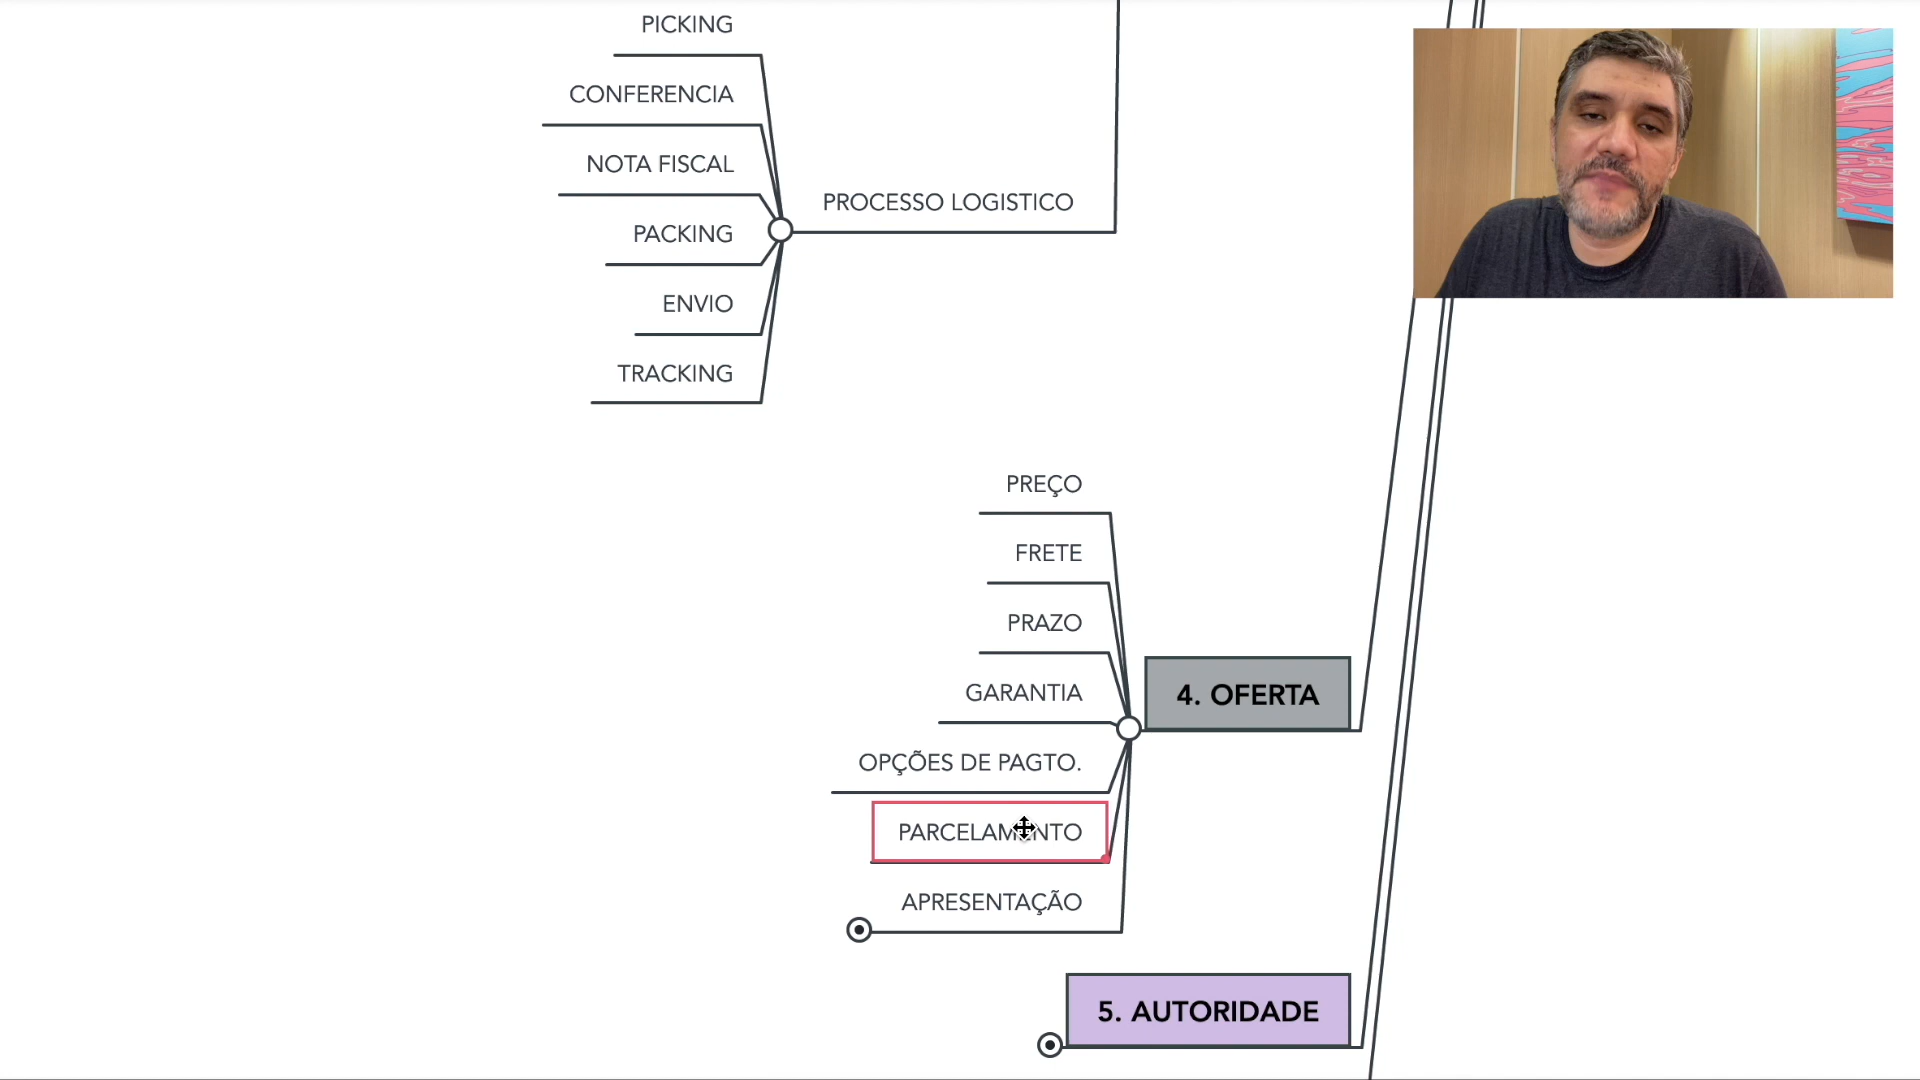 PICKING
CONFERENCIA
NOTA FISCAL
PACKING
ENVIO
TRACKING
PROCESSO LOGISTICO
PREÇO
FRETE
PRAZO
GARANTIA
OPÇÕES DE PAGTO.
PARCELAMENTO
APRESENTAÇÃO
4. OFERTA
5. AUTORIDADE